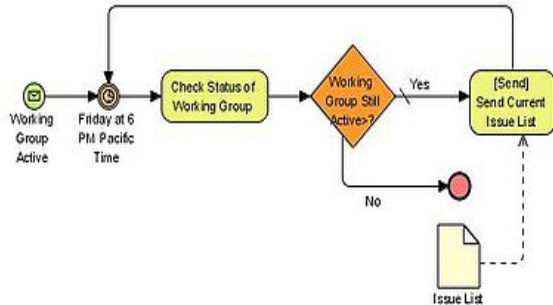 Working
Group
Active
Friday at 6
PM Pacific
Time
Check Status of
Working Group
Working
Group Still
Active>?
Yes
No
[Send]
Send Current
Issue List
Issue List